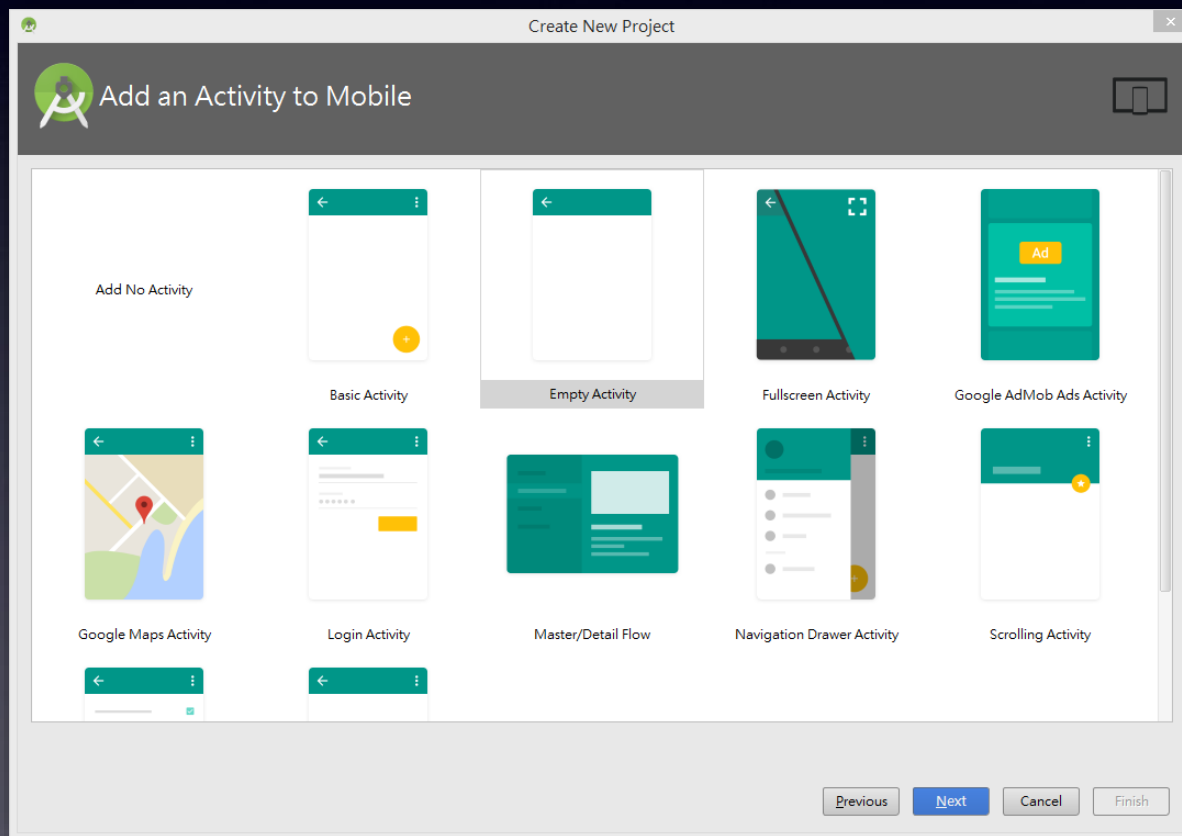 Create New Project
Add an Activity to Mobile
Add No Activity
Ad
Basic Activity
Empty Activity
Fullscreen Activity
Google AdMob Ads Activity
Google Maps Activity
Login Activity
Master/Detail Flow
Navigation Drawer Activity
Scrolling Activity
Previous
Next
Cancel
Finish